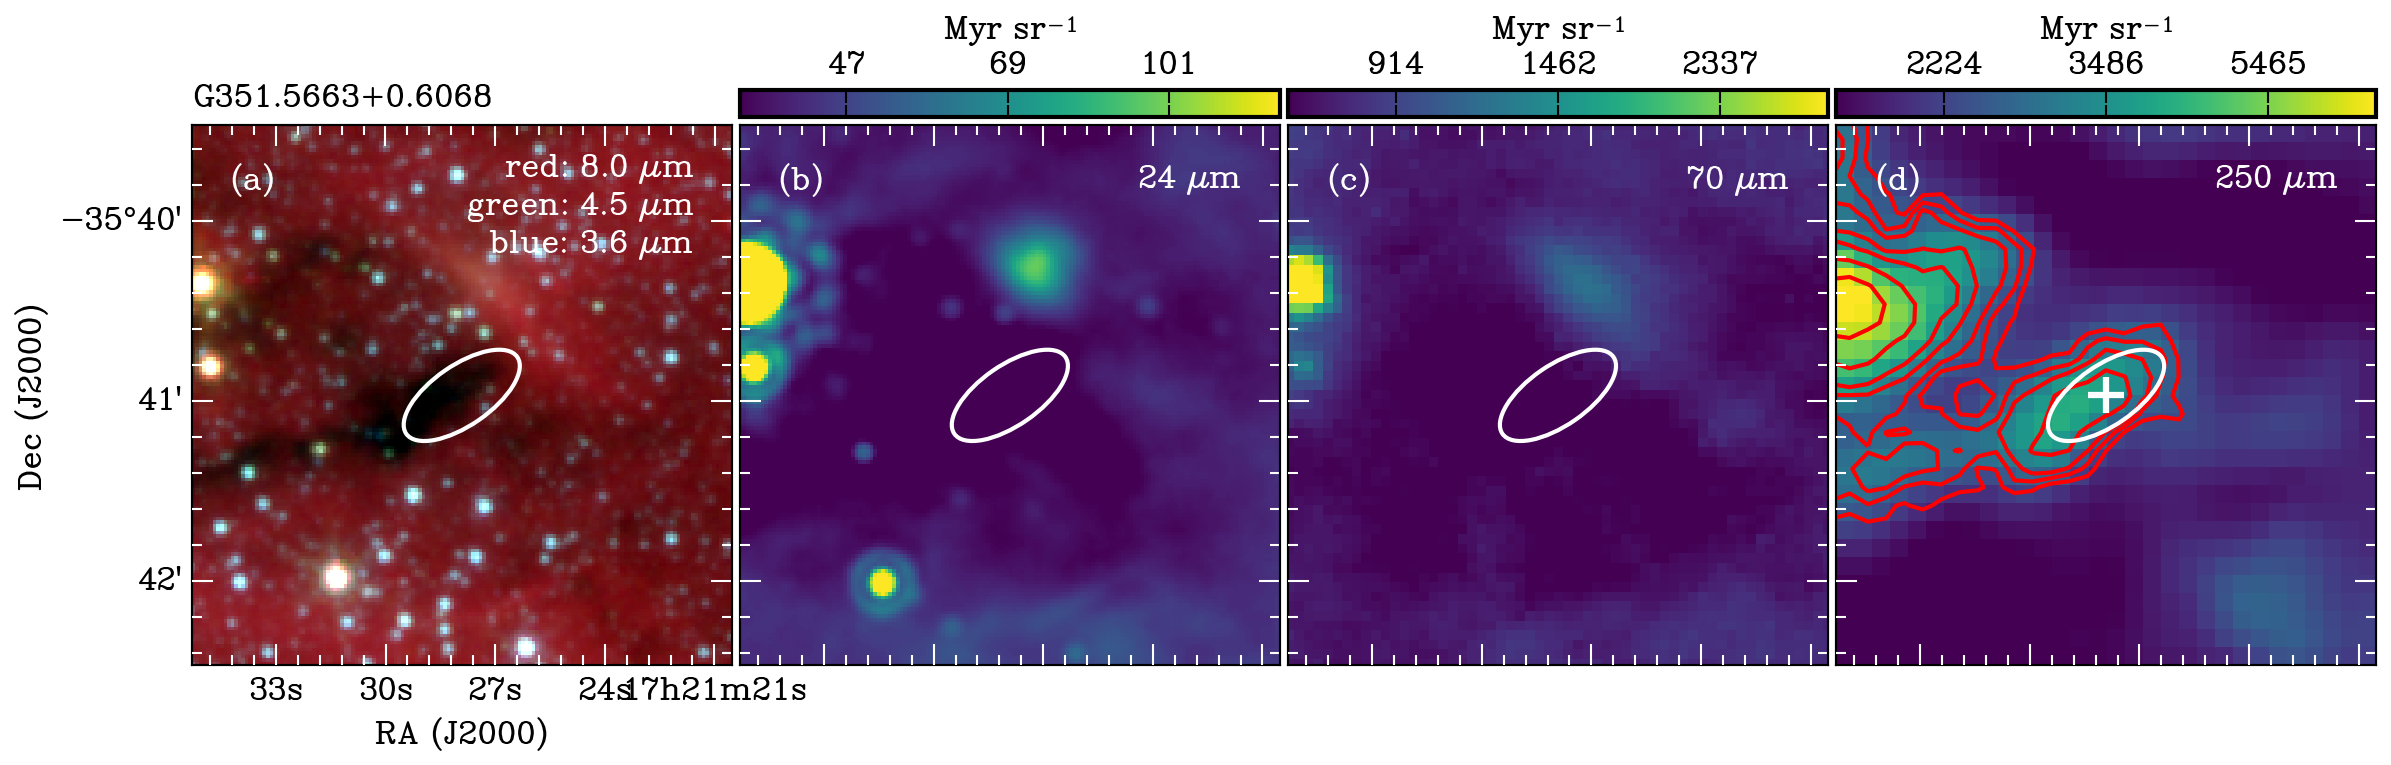 G351.5663+0.6068
Myr sr⁻¹
47 69 101
Myr sr⁻¹
914 1462 2337
Myr sr⁻¹
2224 3486 5465
(a)
red: 8.0 μm
green: 4.5 μm
blue: 3.6 μm
(b)
24 μm
(c)
70 μm
(d)
250 μm
−35°40'
41'
42'
Dec (J2000)
33s 30s 27s 24s 17h21m21s
RA (J2000)